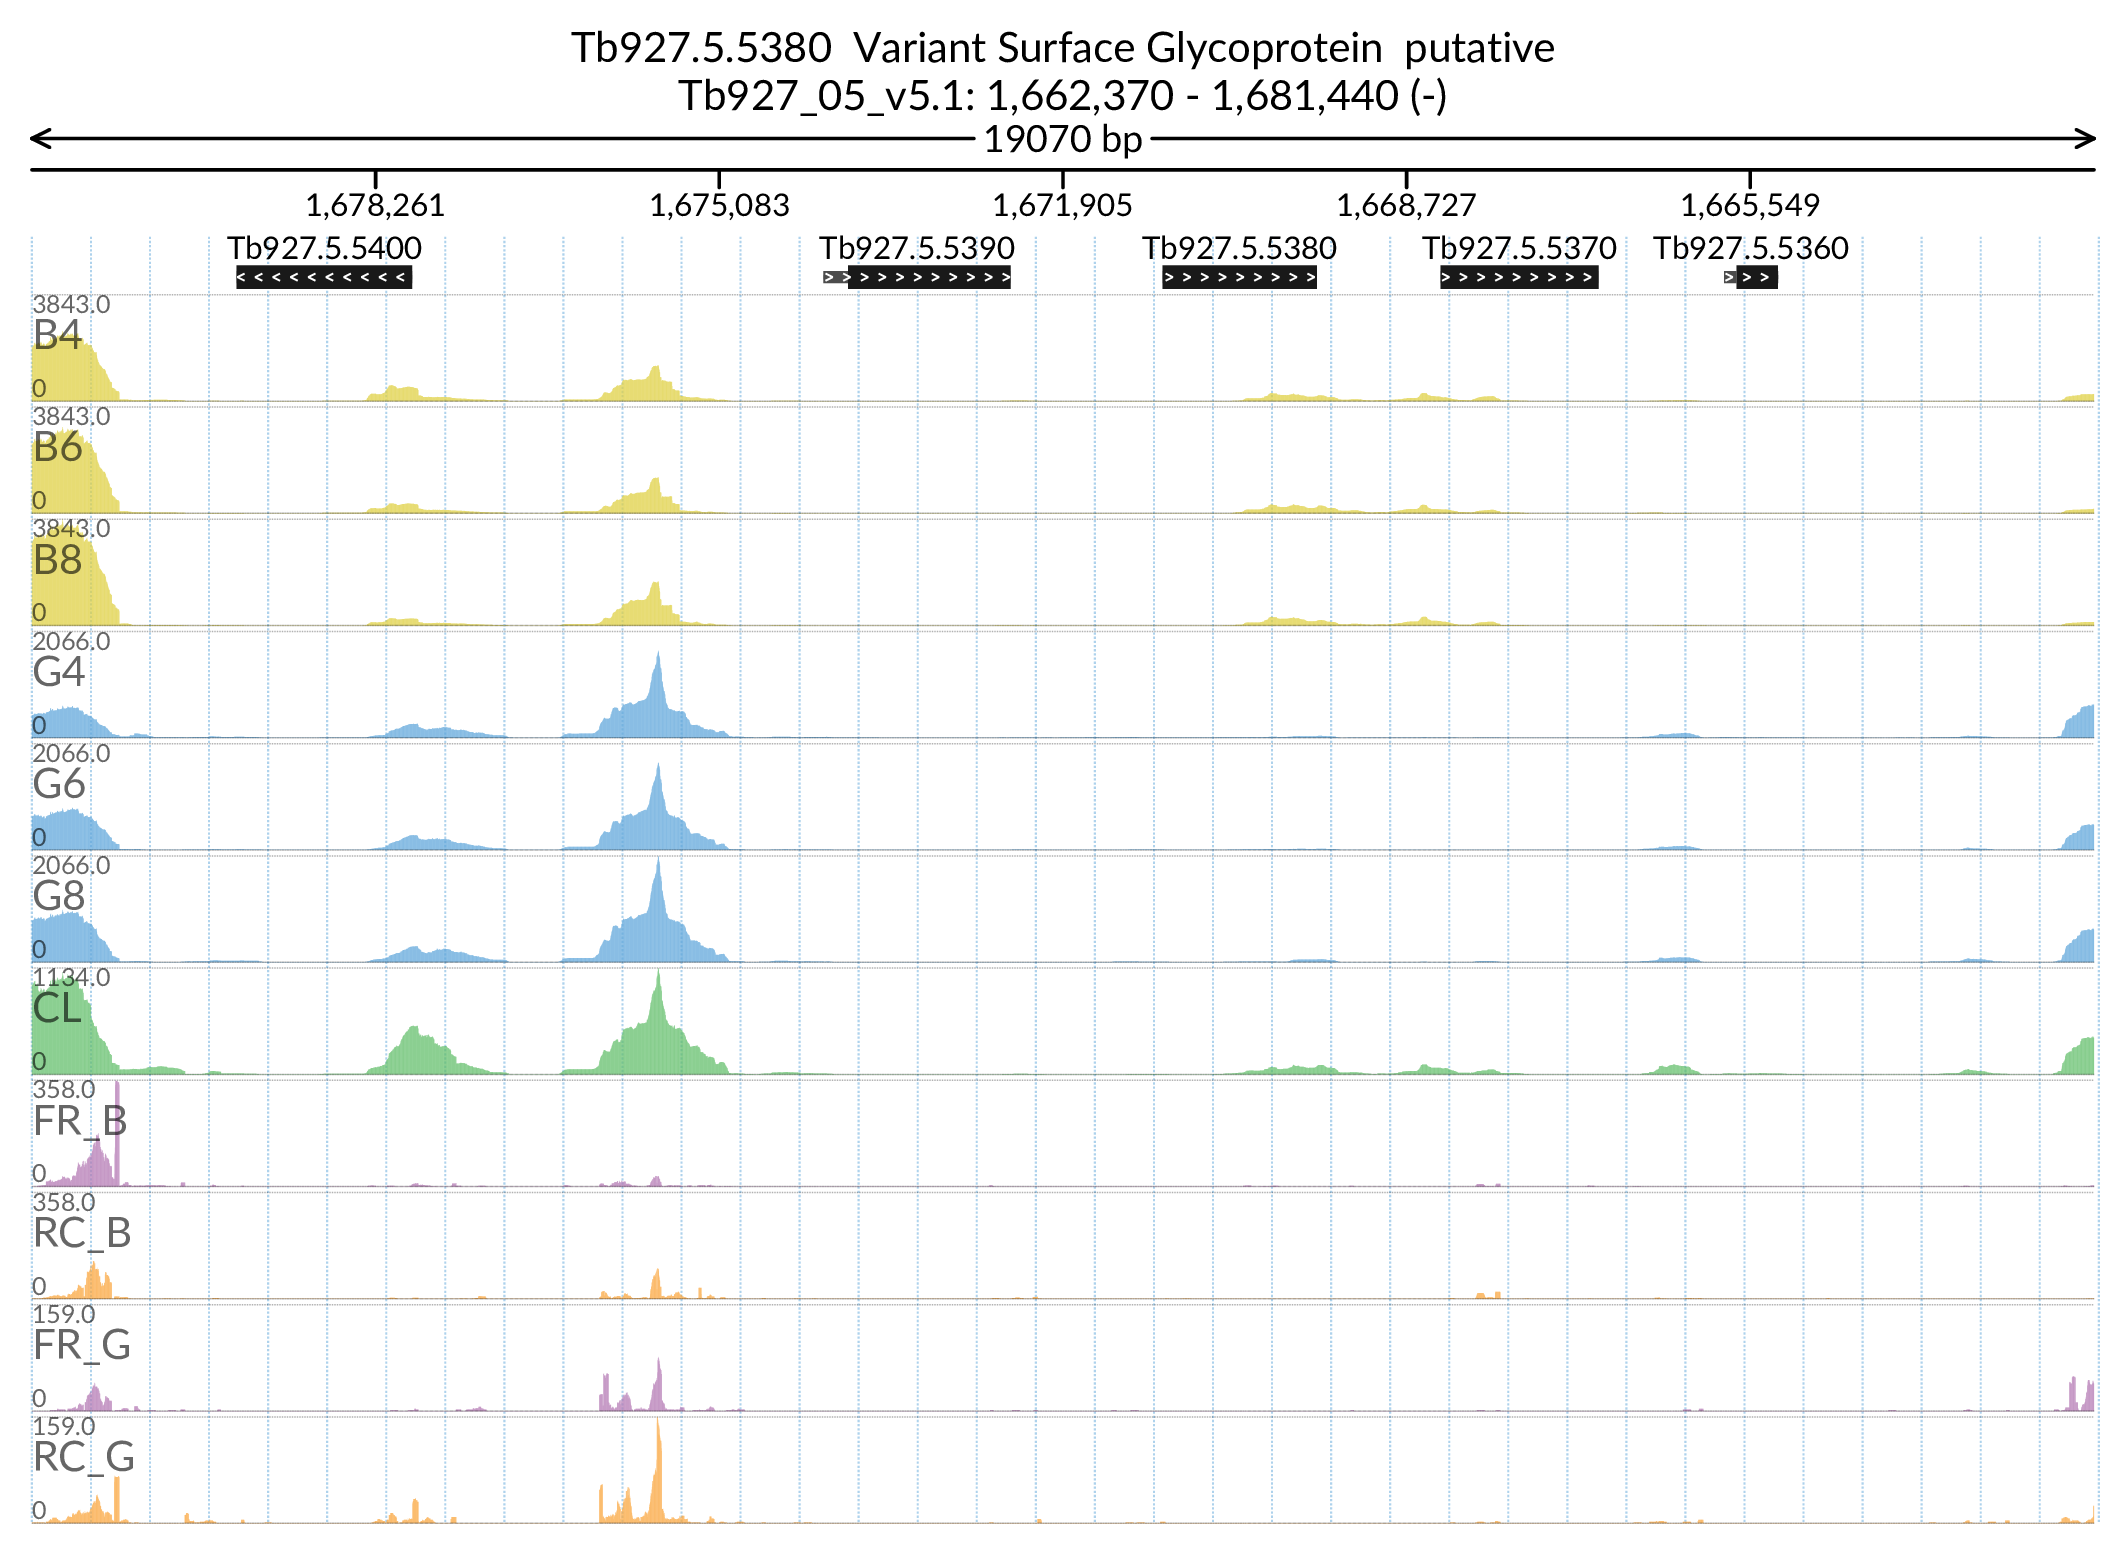 Tb927.5.5380 Variant Surface Glycoprotein putative
Tb927_05_v5.1: 1,662,370 - 1,681,440 (-)
19070 bp
1,678,261 1,675,083 1,671,905 1,668,727 1,665,549
Tb927.5.5400 Tb927.5.5390 Tb927.5.5380 Tb927.5.5370 Tb927.5.5360
3843.0
B4
0
3843.0
B6
0
3843.0
B8
0
2066.0
G4
0
2066.0
G6
0
2066.0
G8
0
1134.0
CL
0
358.0
FR_B
0
358.0
RC_B
0
159.0
FR_G
0
159.0
RC_G
0